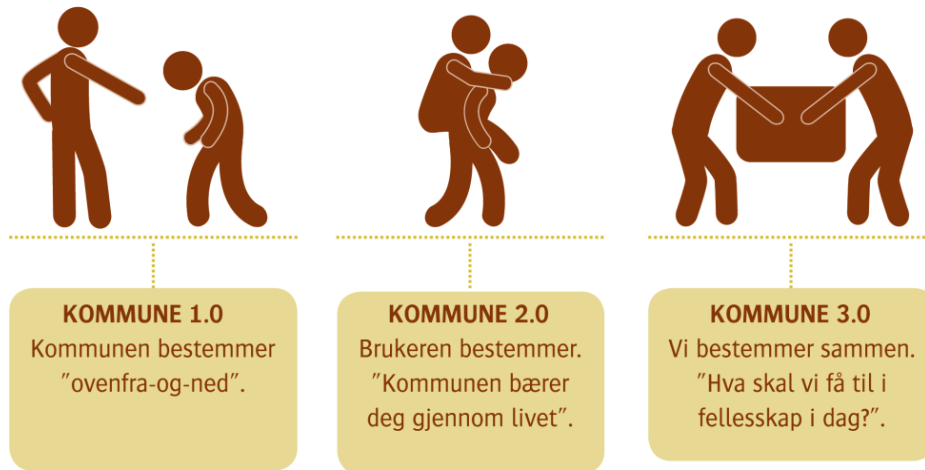 KOMMUNE 1.0
Kommunen bestemmer
”ovenfra-og-ned”.
KOMMUNE 2.0
Brukeren bestemmer.
”Kommunen bærer
deg gjennom livet”.
KOMMUNE 3.0
Vi bestemmer sammen.
”Hva skal vi få til i
fellesskap i dag?”.